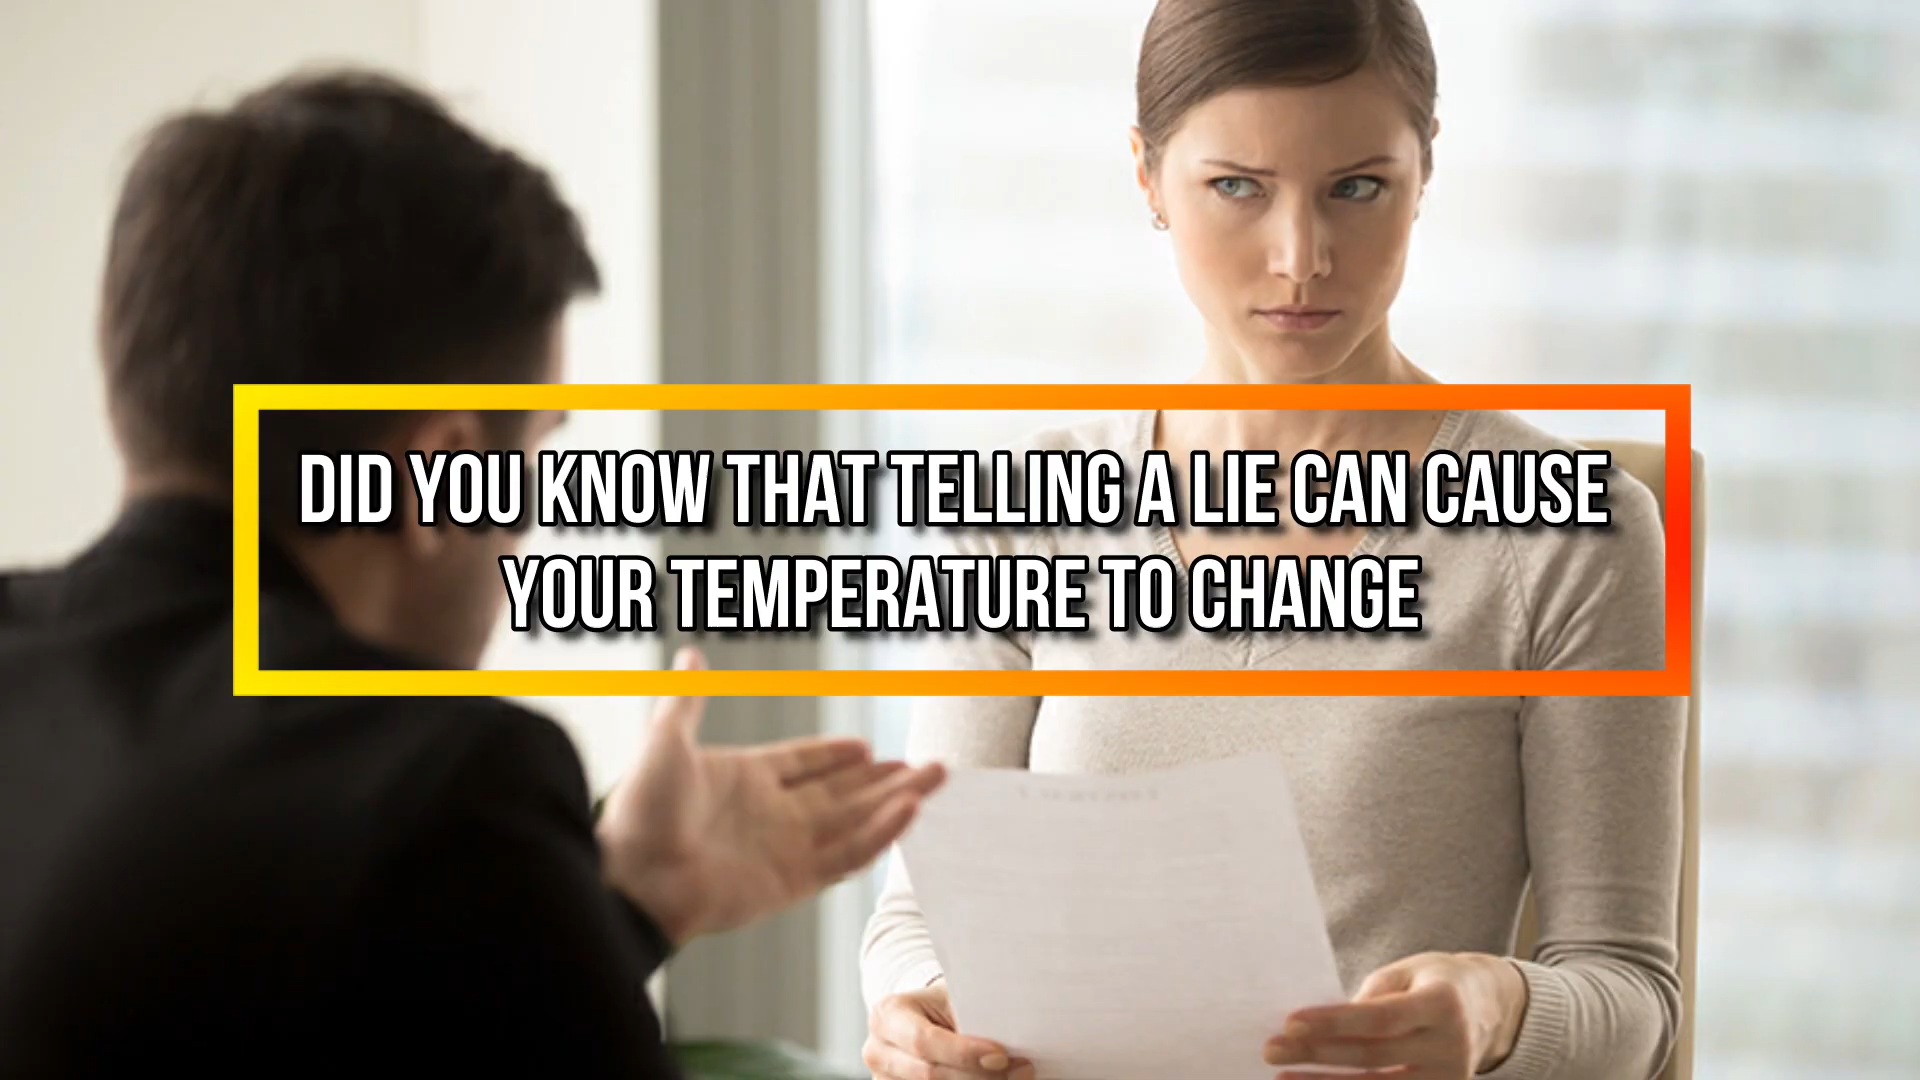 DID YOU KNOW THAT TELLING A LIE CAN CAUSE
YOUR TEMPERATURE TO CHANGE